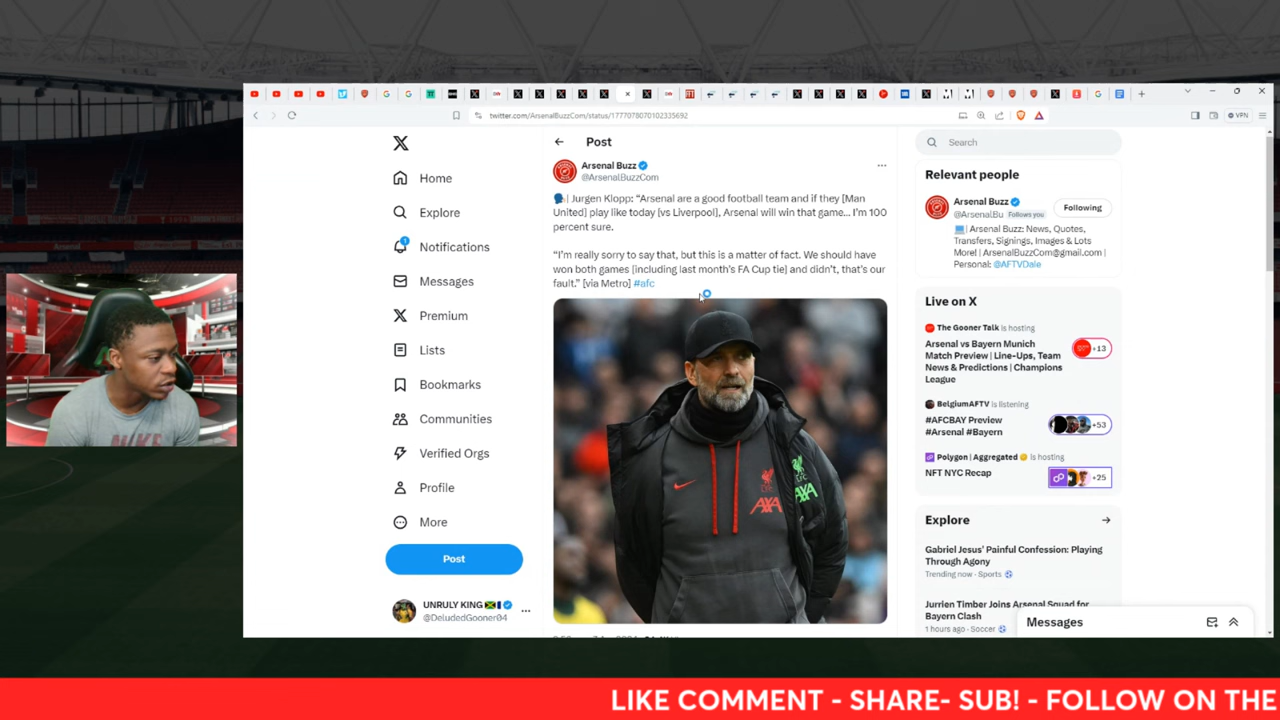 twitter.com/ArsenalBuzzCom/status/1777078070102335692
VPN
Home
Explore
Notifications
Messages
Premium
Lists
Bookmarks
Communities
Verified Orgs
Profile
More
Post
UNRULY KING
@DeludedGooner04
Post
Arsenal Buzz
@ArsenalBuzzCom
| Jurgen Klopp: “Arsenal are a good football team and if they [Man
United] play like today [vs Liverpool], Arsenal will win that game... I’m 100
percent sure.
“I’m really sorry to say that, but this is a matter of fact. We should have
won both games [including last month’s FA Cup tie] and didn’t, that’s our
fault.” [via Metro] #afc
AXA
AXA
Search
Relevant people
Arsenal Buzz
@ArsenalBu Follows you
Following
| Arsenal Buzz: News, Quotes,
Transfers, Signings, Images & Lots
More! | ArsenalBuzzCom@gmail.com |
Personal: @AFTVDale
Live on X
The Gooner Talk is hosting
Arsenal vs Bayern Munich
Match Preview | Line-Ups, Team
News & Predictions | Champions
League
+13
BelgiumAFTV is listening
#AFCBAY Preview
#Arsenal #Bayern
+53
Polygon | Aggregated is hosting
NFT NYC Recap
+25
Explore
Gabriel Jesus' Painful Confession: Playing
Through Agony
Trending now · Sports
Jurrien Timber Joins Arsenal Squad for
Bayern Clash
1 hours ago · Soccer
Messages
NIKE
LIKE COMMENT - SHARE- SUB! - FOLLOW ON THE